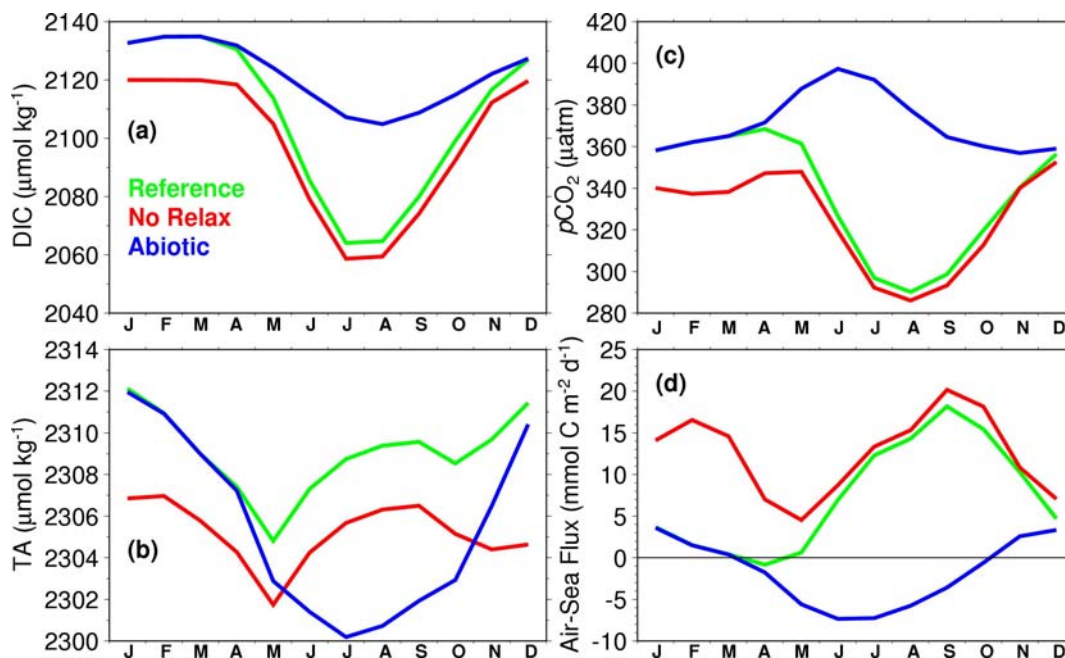 2140
2120
2100
2080
2060
2040
DIC (μmol kg⁻¹)
(a)
Reference
No Relax
Abiotic
J F M A M J J A S O N D
420
400
380
360
340
320
300
280
pCO₂ (μatm)
(c)
J F M A M J J A S O N D
2314
2312
2310
2308
2306
2304
2302
2300
TA (μmol kg⁻¹)
(b)
J F M A M J J A S O N D
25
20
15
10
5
0
-5
-10
Air-Sea Flux (mmol C m⁻² d⁻¹)
(d)
J F M A M J J A S O N D